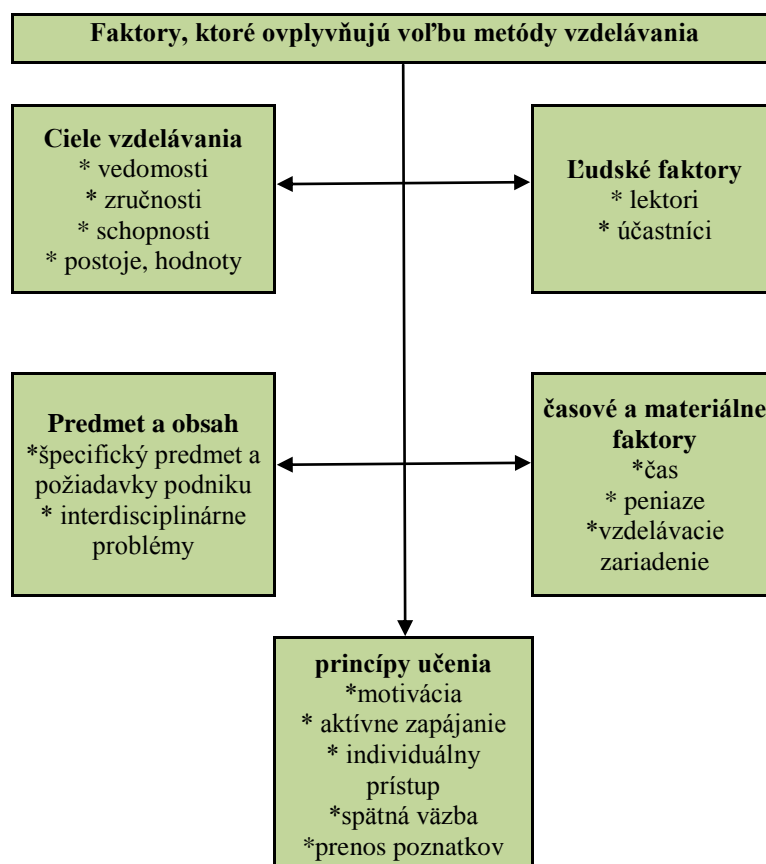 Faktory, ktoré ovplyvňujú voľbu metódy vzdelávania
Ciele vzdelávania
* vedomosti
* zručnosti
* schopnosti
* postoje, hodnoty
Ľudské faktory
* lektori
* účastníci
Predmet a obsah
*špecifický predmet a
požiadavky podniku
* interdisciplinárne
problémy
časové a materiálne
faktory
*čas
* peniaze
*vzdelávacie
zariadenie
princípy učenia
*motivácia
* aktívne zapájanie
* individuálny
prístup
*spätná väzba
*prenos poznatkov